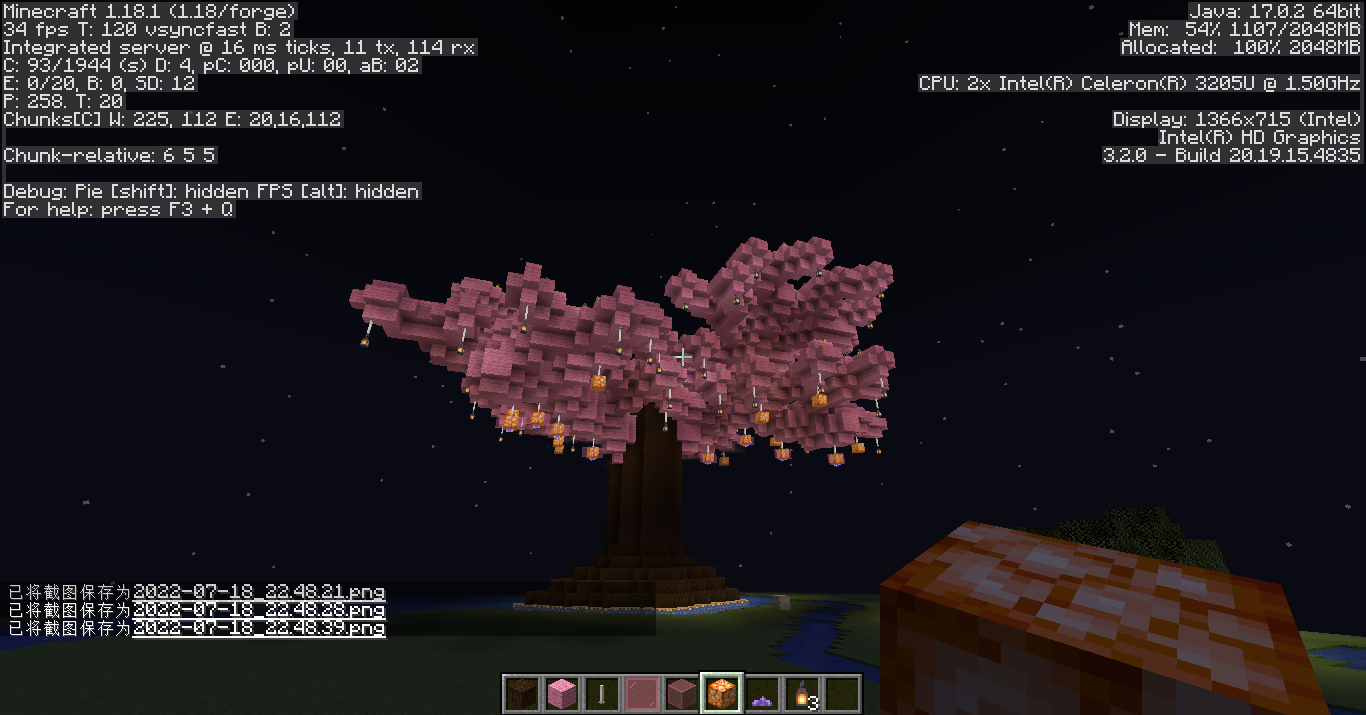 Minecraft 1.18.1 (1.18/forge)
34 fps T: 120 vsyncfast B: 2
Integrated server @ 16 ms ticks, 11 tx, 114 rx
C: 93/1944 (s) D: 4, pC: 000, pU: 00, aB: 02
E: 0/20, B: 0, SD: 12
P: 258. T: 20
Chunks[C] W: 225, 112 E: 20,16,112
Chunk-relative: 6 5 5
Debug: Pie [shift]: hidden FPS [alt]: hidden
For help: press F3 + Q
Java: 17.0.2 64bit
Mem: 54% 1107/2048MB
Allocated: 100% 2048MB
CPU: 2x Intel(R) Celeron(R) 3205U @ 1.50GHz
Display: 1366x715 (Intel)
Intel(R) HD Graphics
3.2.0 - Build 20.19.15.4835
已将截图保存为2022-07-18_22.48.21.png
已将截图保存为2022-07-18_22.48.28.png
已将截图保存为2022-07-18_22.48.39.png
3